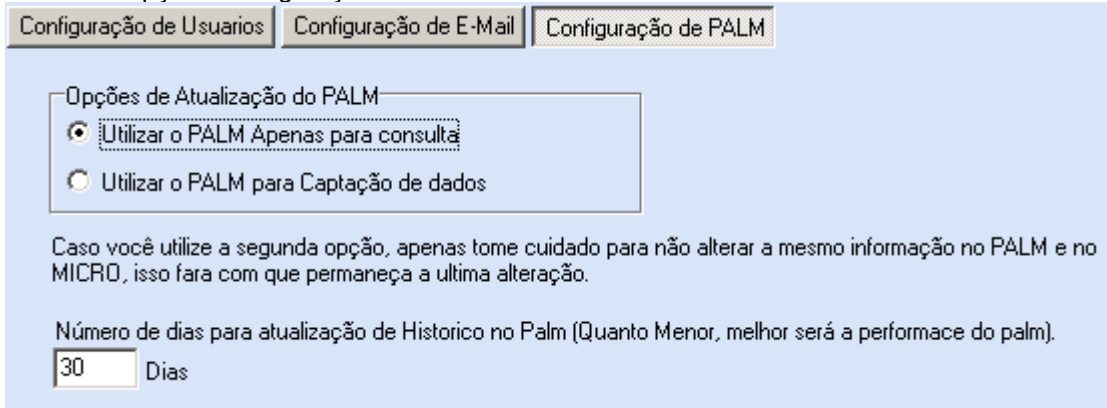 Configuração de Usuarios Configuração de E-Mail Configuração de PALM
Opções de Atualização do PALM
Utilizar o PALM Apenas para consulta
Utilizar o PALM para Captação de dados
Caso você utilize a segunda opção, apenas tome cuidado para não alterar a mesmo informação no PALM e no
MICRO, isso fara com que permaneça a ultima alteração.
Número de dias para atualização de Historico no Palm (Quanto Menor, melhor será a performace do palm).
30 Dias